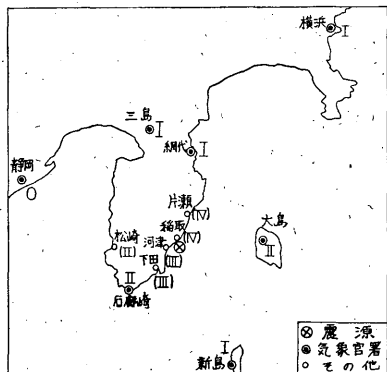 横浜
I
三島
I
網代
I
静岡
O
片瀬
(IV)
稲取
(IV)
大島
II
松崎
(II)
河津
(III)
下田
(III)
II
石廊崎
I
新島
⊗ 震源
◉ 気象官署
○ その他